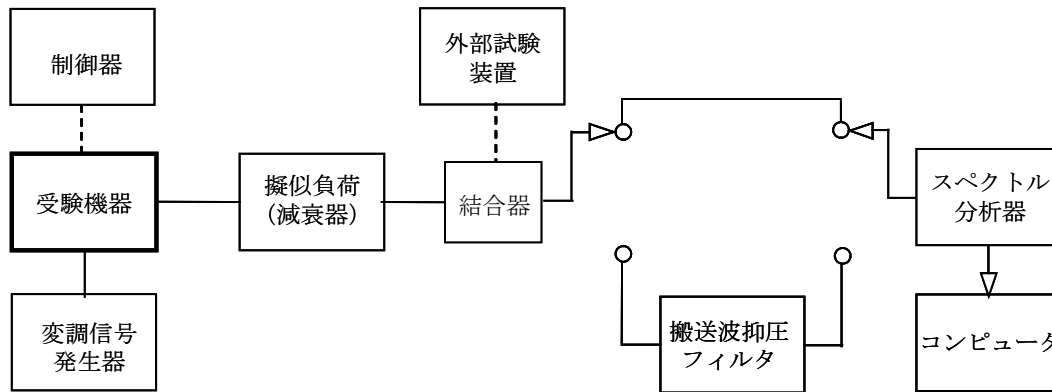 制御器
外部試験
装置
受験機器
擬似負荷
（減衰器）
結合器
スペクトル
分析器
変調信号
発生器
搬送波抑圧
フィルタ
コンピュータ